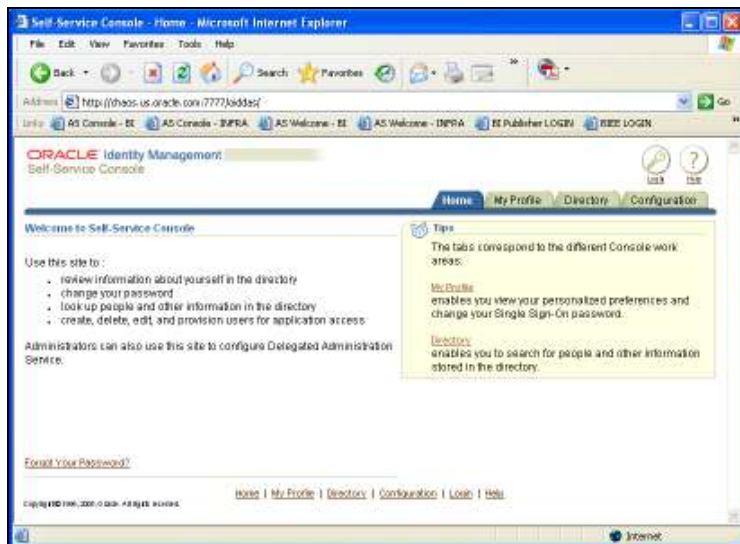 Self-Service Console - Home - Microsoft Internet Explorer
File Edit View Favorites Tools Help
Back Search Favorites
Address http://chaos.us.oracle.com:7777/oiddas/ Go
Links AS Console - BI AS Console - INFRA AS Welcome - BI AS Welcome - INFRA BI Publisher LOGIN BIEE LOGIN
ORACLE Identity Management
Self-Service Console
Login Help
Home My Profile Directory Configuration
Welcome to Self-Service Console
Use this site to :
• review information about yourself in the directory
• change your password
• look up people and other information in the directory
• create, delete, edit, and provision users for application access
Administrators can also use this site to configure Delegated Administration
Service.
Tips
The tabs correspond to the different Console work
areas:
My Profile
enables you view your personalized preferences and
change your Single Sign-On password.
Directory
enables you to search for people and other information
stored in the directory.
Forgot Your Password?
Home | My Profile | Directory | Configuration | Login | Help
All rights reserved.
Internet